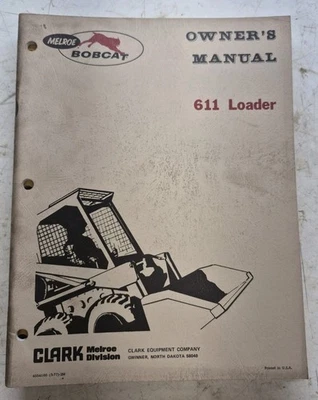 MELROE
BOBCAT
OWNER'S
MANUAL
611 Loader
CLARK Melroe Division
CLARK EQUIPMENT COMPANY
GWINNER, NORTH DAKOTA 58040
Printed in U.S.A.